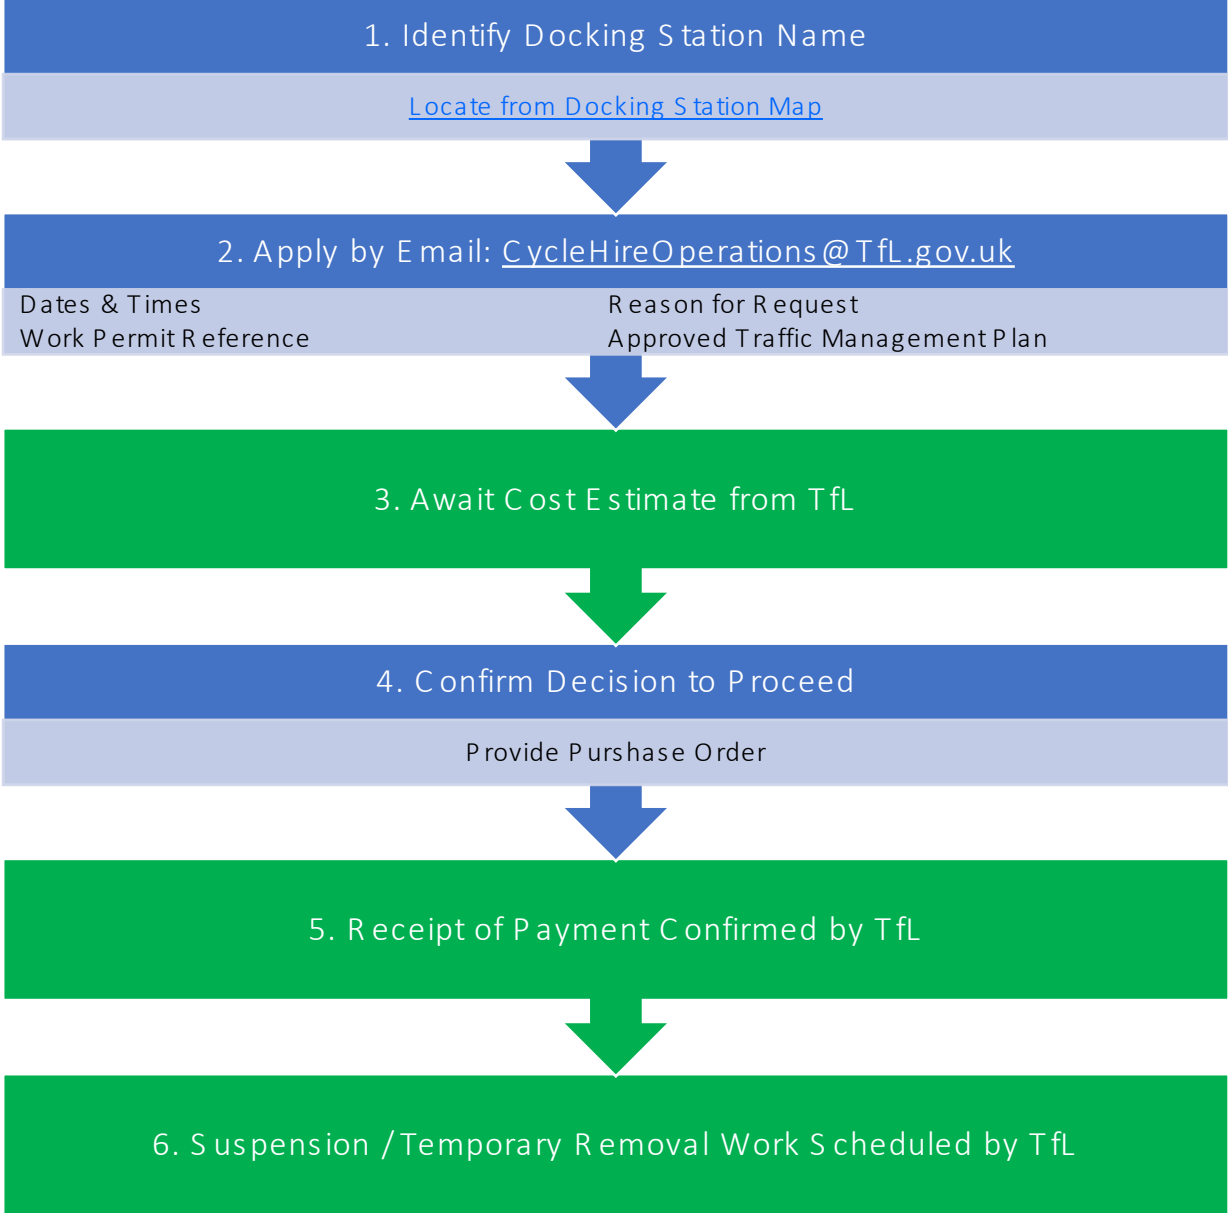 1. Identify Docking Station Name
Locate from Docking Station Map
2. Apply by Email: CycleHireOperations@TfL.gov.uk
Dates & Times
Work Permit Reference
Reason for Request
Approved Traffic Management Plan
3. Await Cost Estimate from TfL
4. Confirm Decision to Proceed
Provide Purshase Order
5. Receipt of Payment Confirmed by TfL
6. Suspension / Temporary Removal Work Scheduled by TfL